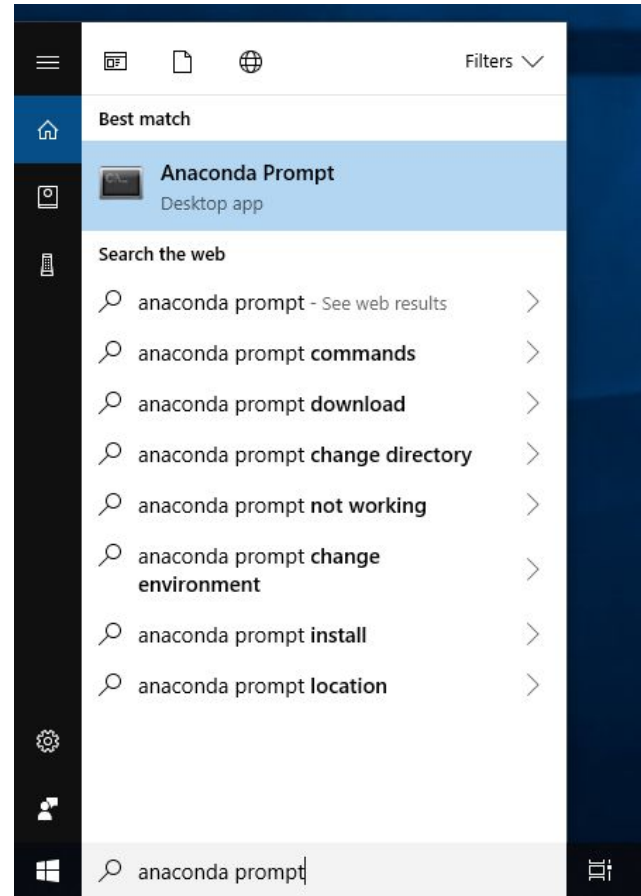 Filters
Best match
Anaconda Prompt
Desktop app
Search the web
anaconda prompt - See web results
anaconda prompt commands
anaconda prompt download
anaconda prompt change directory
anaconda prompt not working
anaconda prompt change
environment
anaconda prompt install
anaconda prompt location
anaconda prompt